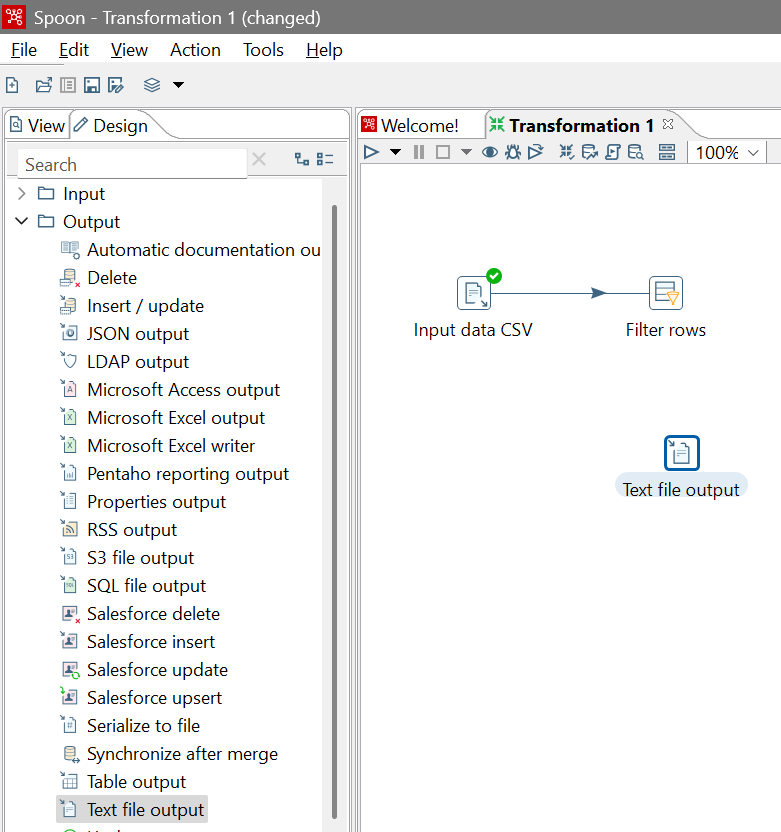 Spoon - Transformation 1 (changed)
File Edit View Action Tools Help
View Design
Welcome! Transformation 1
Search
100%
Input
Output
Automatic documentation ou
Delete
Insert / update
JSON output
LDAP output
Microsoft Access output
Microsoft Excel output
Microsoft Excel writer
Pentaho reporting output
Properties output
RSS output
S3 file output
SQL file output
Salesforce delete
Salesforce insert
Salesforce update
Salesforce upsert
Serialize to file
Synchronize after merge
Table output
Text file output
Input data CSV
Filter rows
Text file output